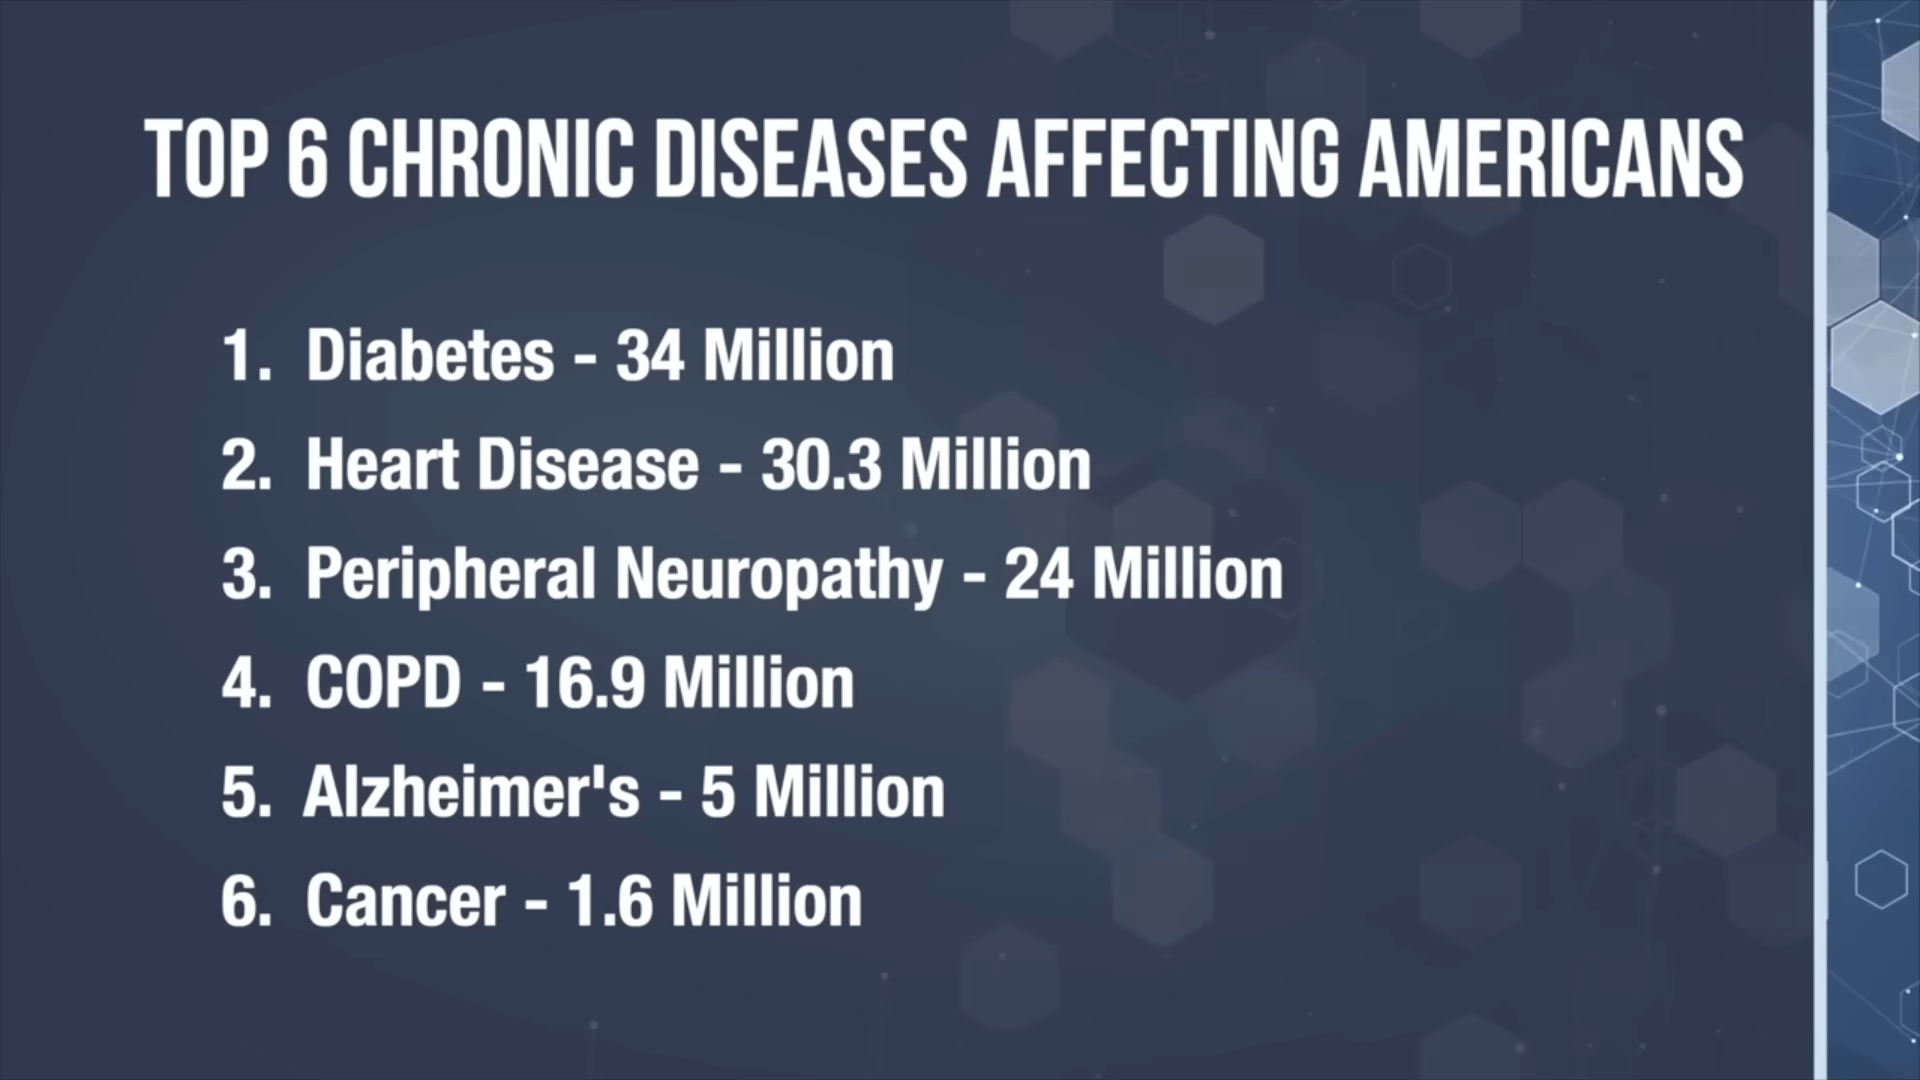 TOP 6 CHRONIC DISEASES AFFECTING AMERICANS
1. Diabetes - 34 Million
2. Heart Disease - 30.3 Million
3. Peripheral Neuropathy - 24 Million
4. COPD - 16.9 Million
5. Alzheimer's - 5 Million
6. Cancer - 1.6 Million